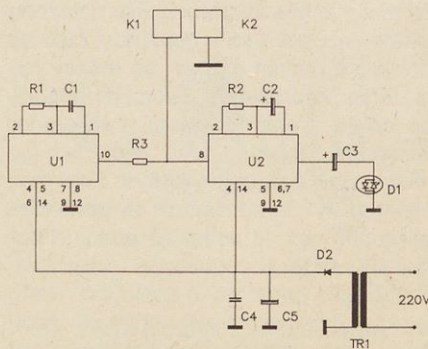 K1 K2
R1 C1 R2 C2
2 3 1 2 3 1
U1 10 R3 8 U2 C3
+
+
D1
4 5 7 8 4 14 5 6,7
6 14 9 12 9 12
D2
C4 C5 220V
TR1